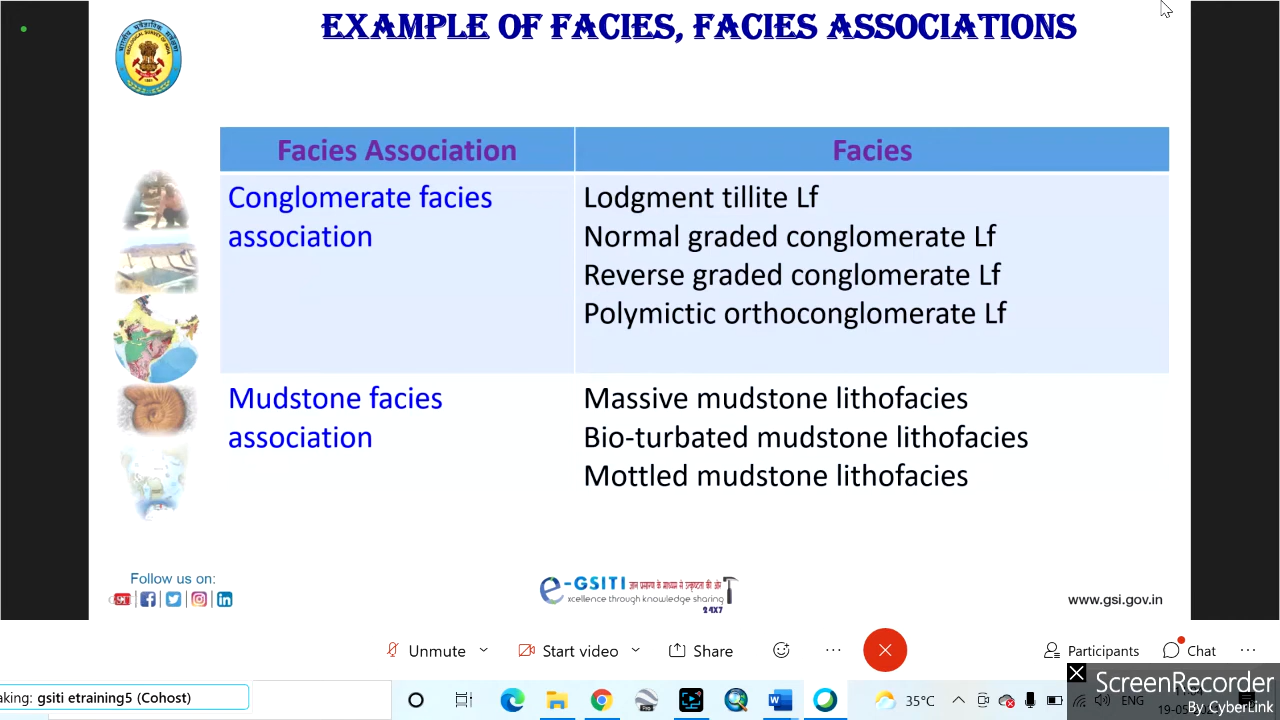 EXAMPLE OF FACIES, FACIES ASSOCIATIONS
Facies Association
Facies
Conglomerate facies
association
Lodgment tillite Lf
Normal graded conglomerate Lf
Reverse graded conglomerate Lf
Polymictic orthoconglomerate Lf
Mudstone facies
association
Massive mudstone lithofacies
Bio-turbated mudstone lithofacies
Mottled mudstone lithofacies
Follow us on:
e-GSITI
xcellence through knowledge sharing
24X7
www.gsi.gov.in
Unmute
Start video
Share
Participants
Chat
aking: gsiti etraining5 (Cohost)
35°C
ENG
ScreenRecorder
By CyberLink